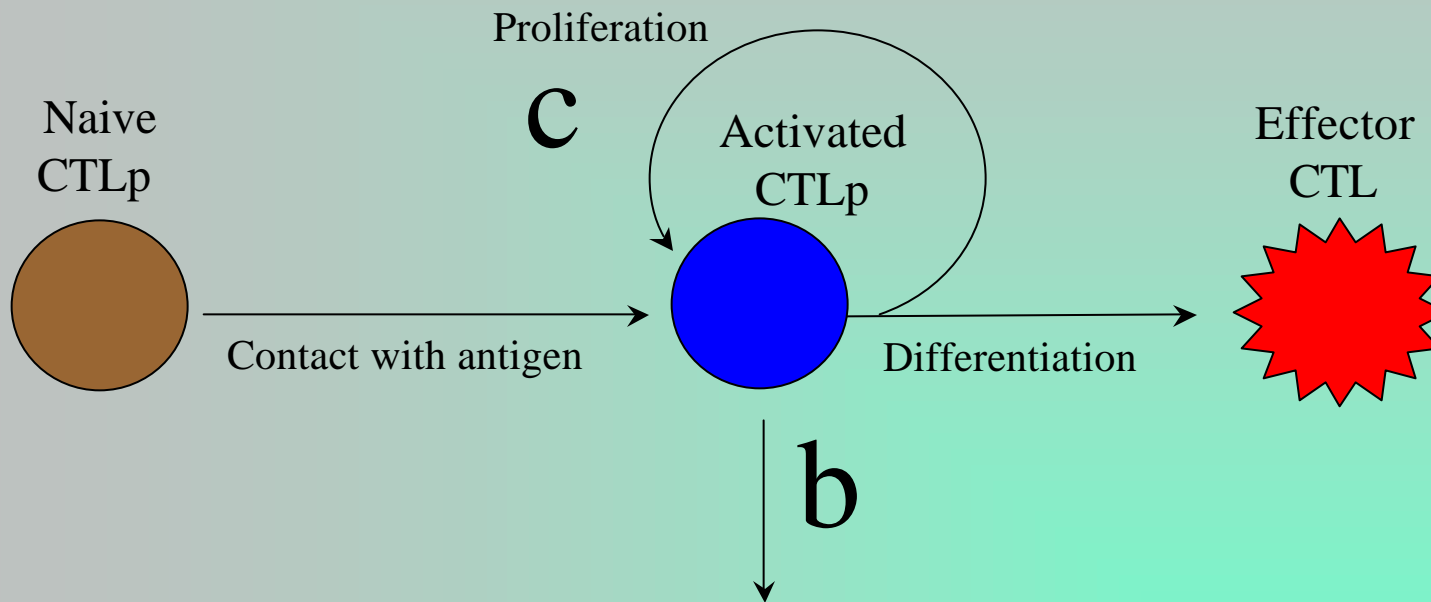 Proliferation
c
Naive
CTLp
Activated
CTLp
Effector
CTL
Contact with antigen
Differentiation
b